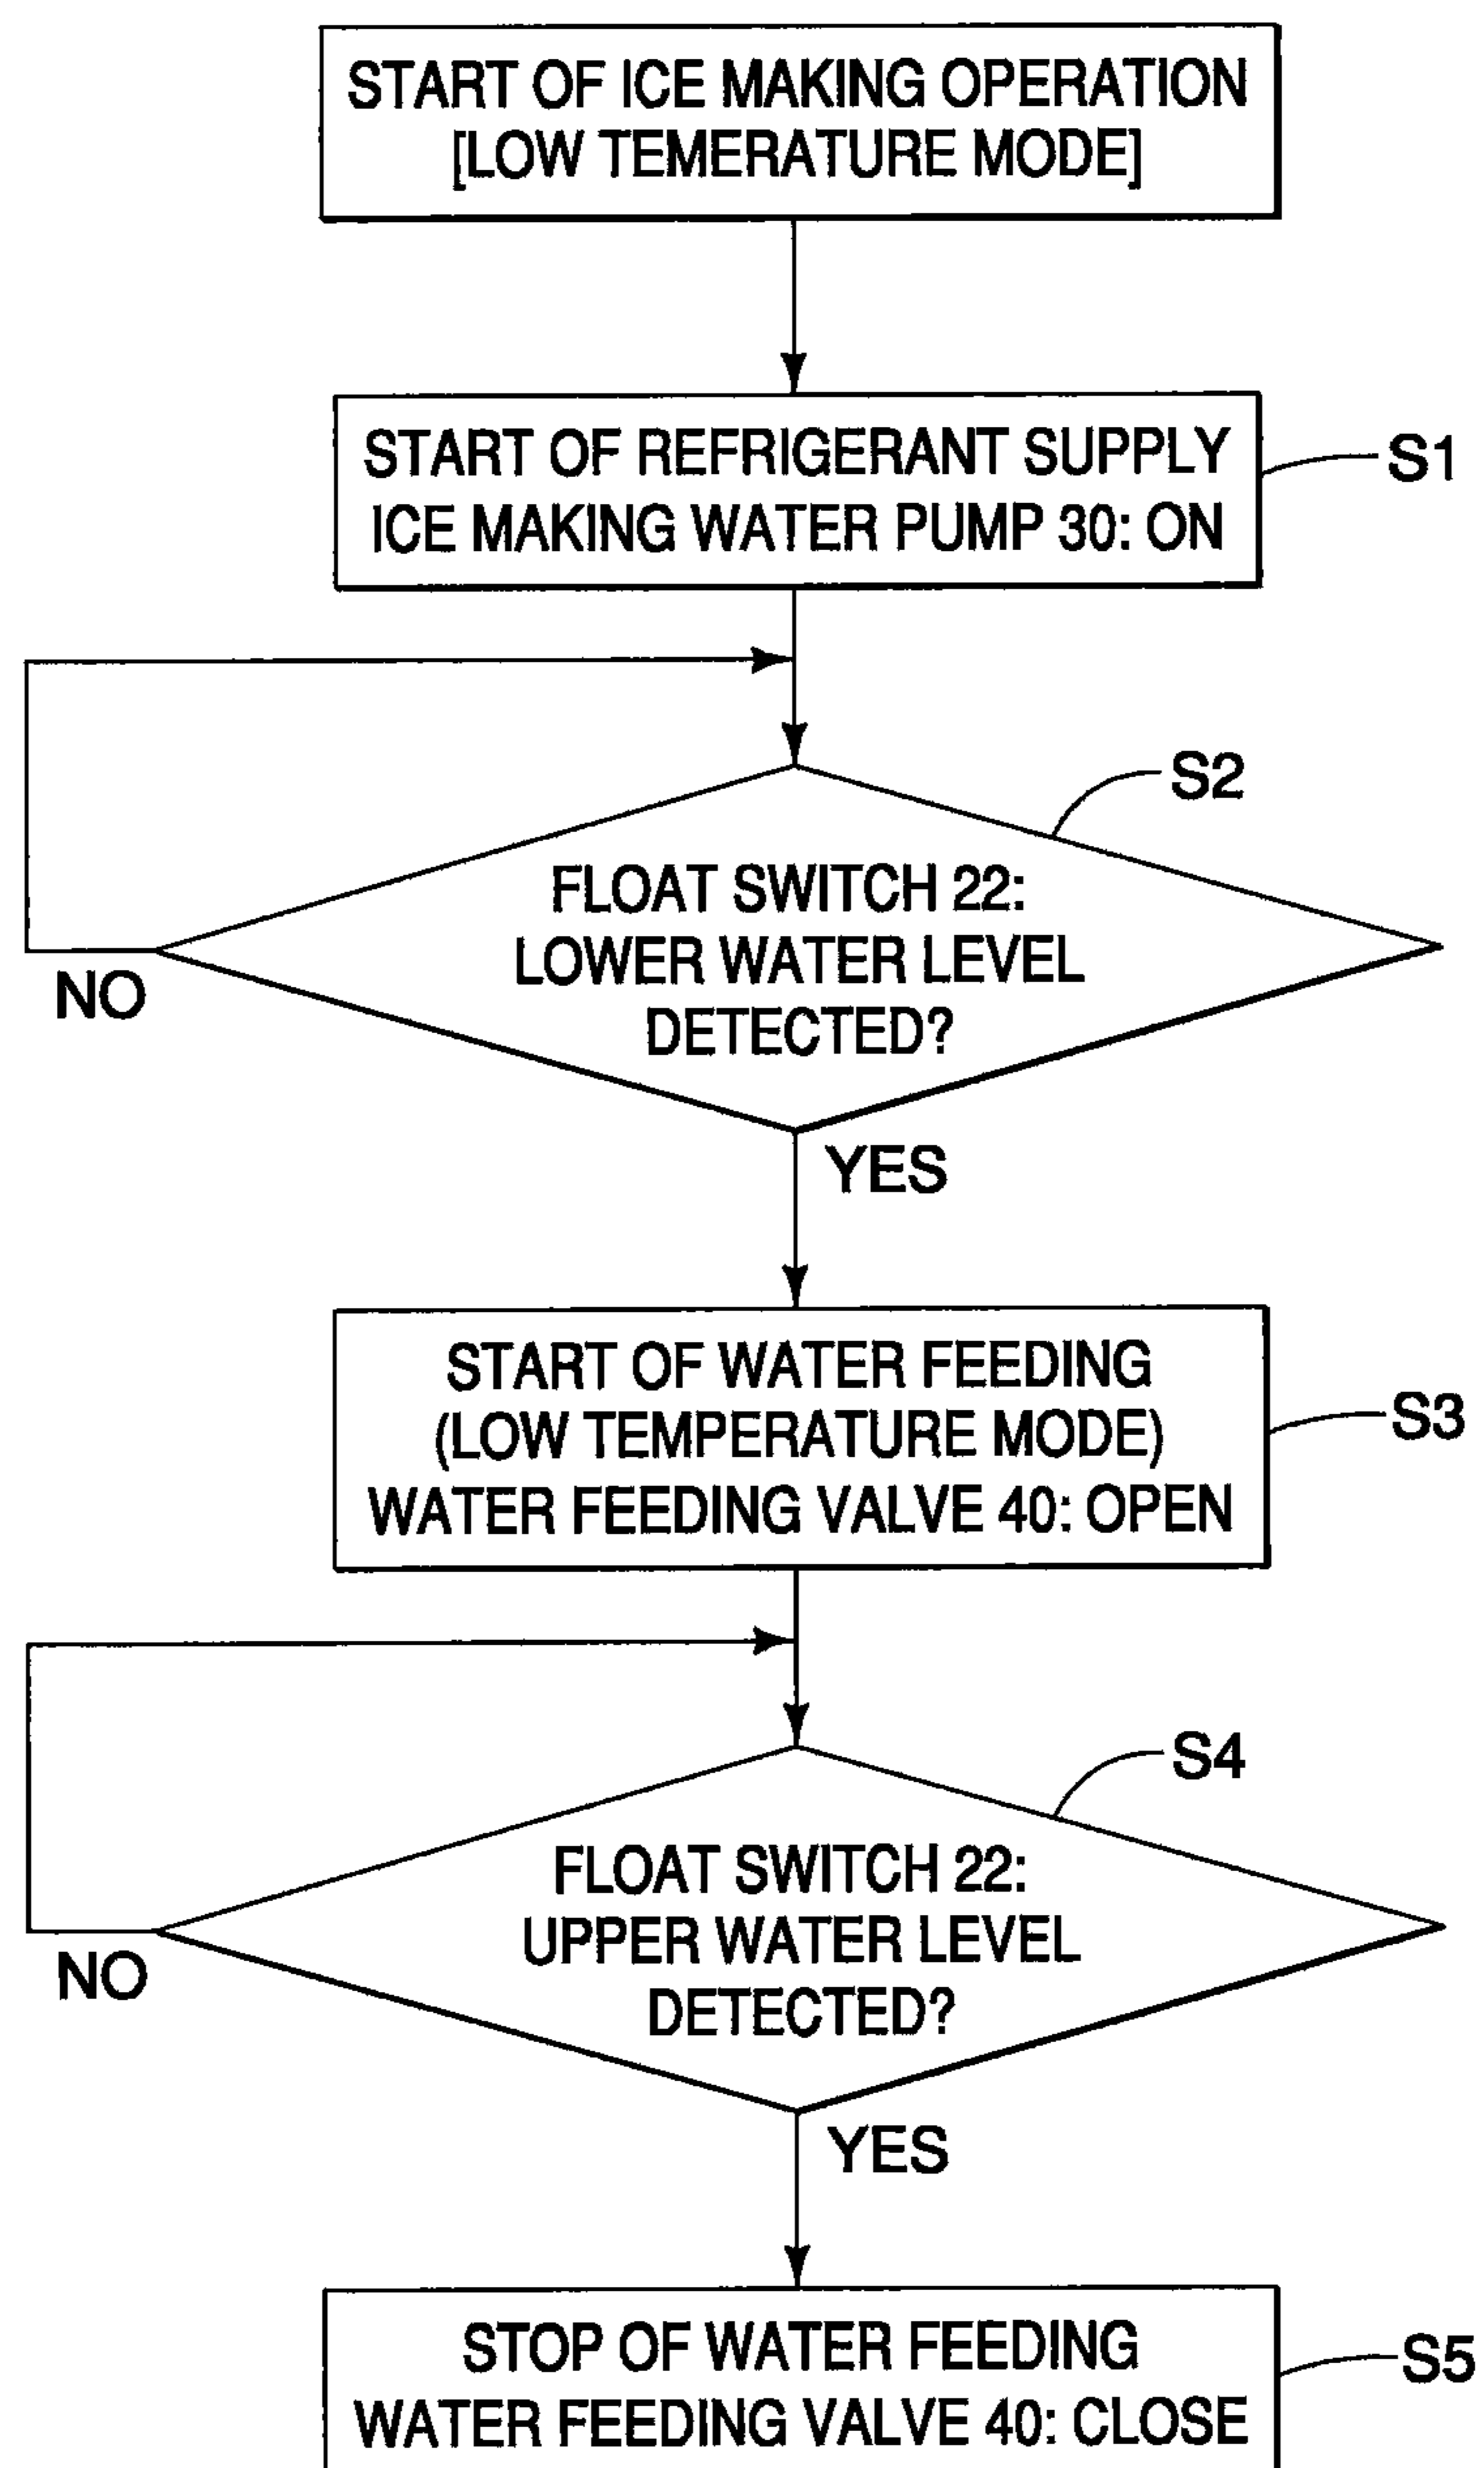 START OF ICE MAKING OPERATION
[LOW TEMERATURE MODE]
START OF REFRIGERANT SUPPLY
ICE MAKING WATER PUMP 30: ON
S1
S2
FLOAT SWITCH 22:
LOWER WATER LEVEL
DETECTED?
NO
YES
START OF WATER FEEDING
(LOW TEMPERATURE MODE)
WATER FEEDING VALVE 40: OPEN
S3
S4
FLOAT SWITCH 22:
UPPER WATER LEVEL
DETECTED?
NO
YES
STOP OF WATER FEEDING
WATER FEEDING VALVE 40: CLOSE
S5